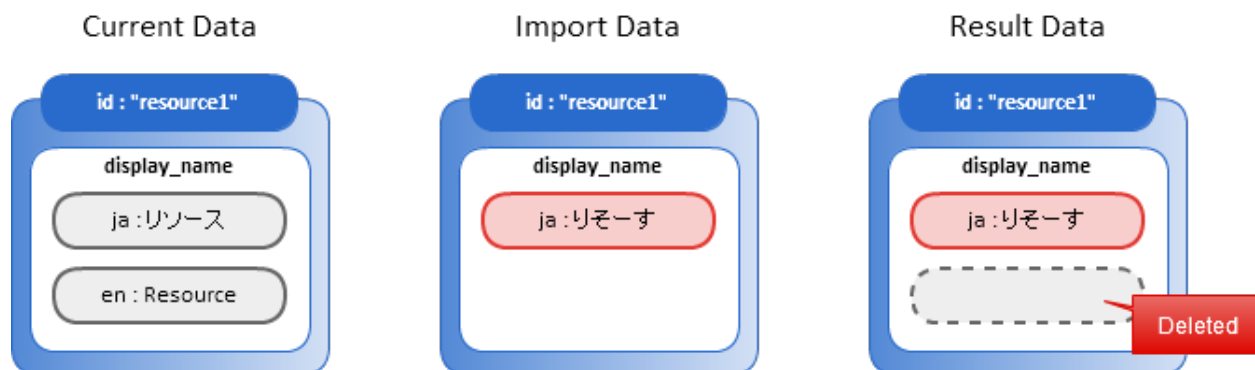 Current Data
Import Data
Result Data
id : "resource1"
id : "resource1"
id : "resource1"
display_name
display_name
display_name
ja : リソース
ja : りそーす
ja : りそーす
en : Resource
Deleted